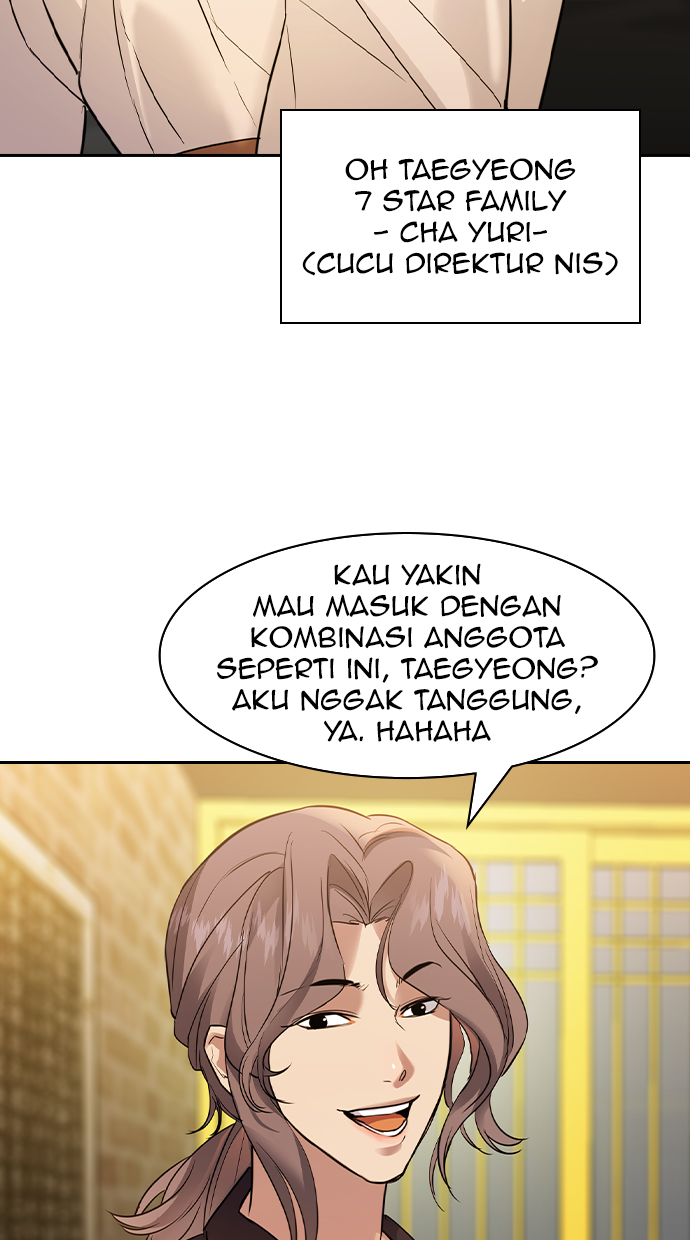 OH TAEGYEONG
7 STAR FAMILY
- CHA YURI-
(CUCU DIREKTUR NIS)
KAU YAKIN
MAU MASUK DENGAN
KOMBINASI ANGGOTA
SEPERTI INI, TAEGYEONG?
AKU NGGAK TANGGUNG,
YA. HAHAHA